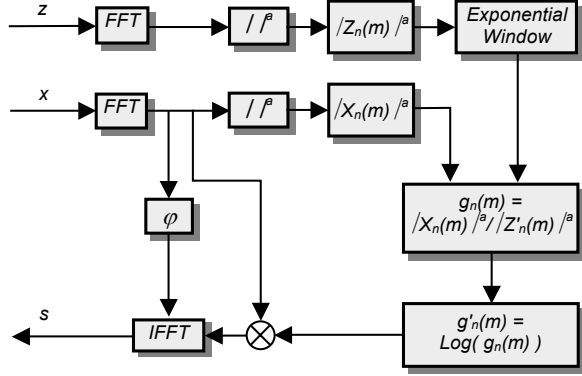 z
FFT
/ /ᵃ
/Zₙ(m) /ᵃ
Exponential
Window
x
FFT
/ /ᵃ
/Xₙ(m) /ᵃ
φ
gₙ(m) =
/Xₙ(m) /ᵃ/ /Z'ₙ(m) /ᵃ
s
IFFT
g'ₙ(m) =
Log( gₙ(m) )